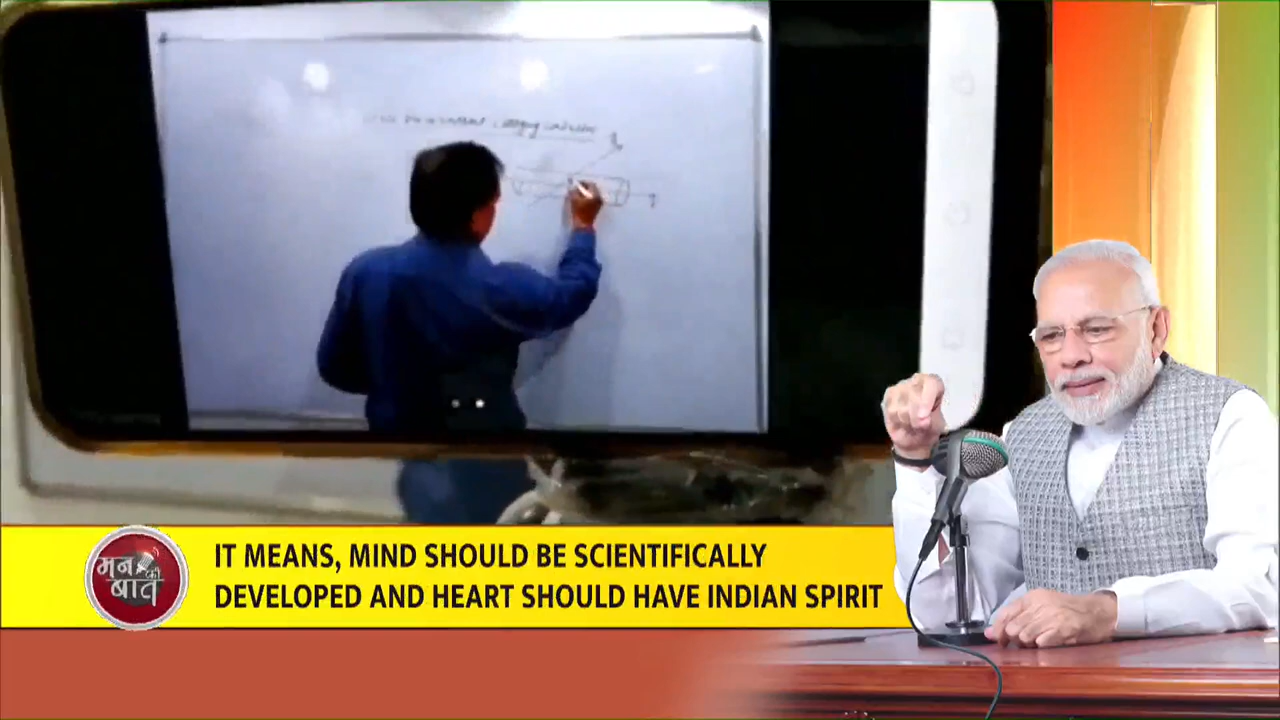 मन
की
बात
IT MEANS, MIND SHOULD BE SCIENTIFICALLY
DEVELOPED AND HEART SHOULD HAVE INDIAN SPIRIT